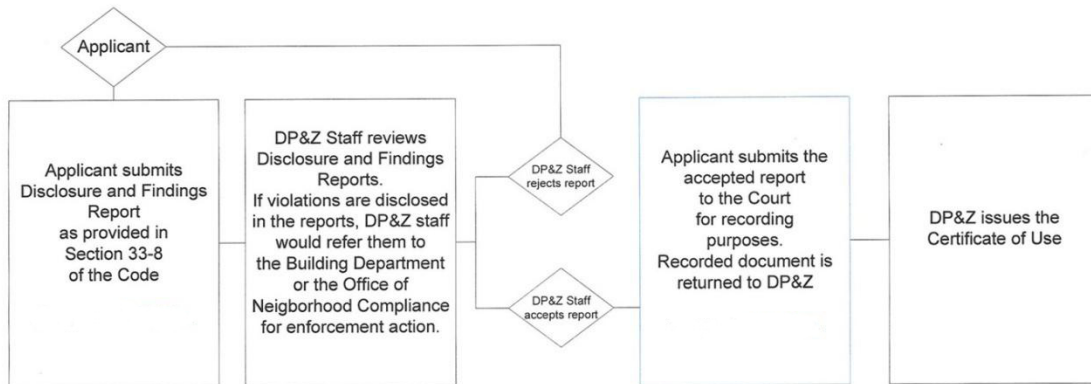 Applicant
Applicant submits
Disclosure and Findings
Report
as provided in
Section 33-8
of the Code
DP&Z Staff reviews
Disclosure and Findings
Reports.
If violations are disclosed
in the reports, DP&Z staff
would refer them to
the Building Department
or the Office of
Neigborhood Compliance
for enforcement action.
DP&Z Staff
rejects report
DP&Z Staff
accepts report
Applicant submits the
accepted report
to the Court
for recording
purposes.
Recorded document is
returned to DP&Z
DP&Z issues the
Certificate of Use